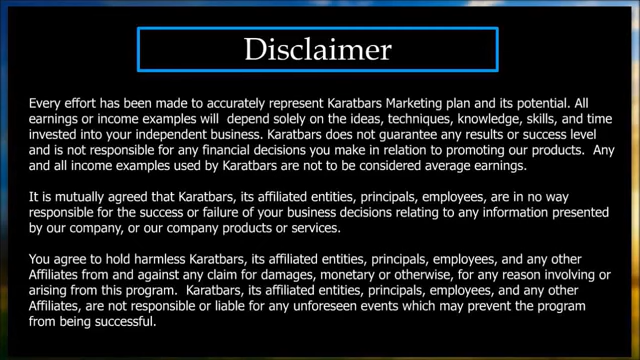 Disclaimer
Every effort has been made to accurately represent Karatbars Marketing plan and its potential. All
earnings or income examples will depend solely on the ideas, techniques, knowledge, skills, and time
invested into your independent business. Karatbars does not guarantee any results or success level
and is not responsible for any financial decisions you make in relation to promoting our products. Any
and all income examples used by Karatbars are not to be considered average earnings.
It is mutually agreed that Karatbars, its affiliated entities, principals, employees, are in no way
responsible for the success or failure of your business decisions relating to any information presented
by our company, or our company products or services.
You agree to hold harmless Karatbars, its affiliated entities, principals, employees, and any other
Affiliates from and against any claim for damages, monetary or otherwise, for any reason involving or
arising from this program. Karatbars, its affiliated entities, principals, employees, and any other
Affiliates, are not responsible or liable for any unforeseen events which may prevent the program
from being successful.